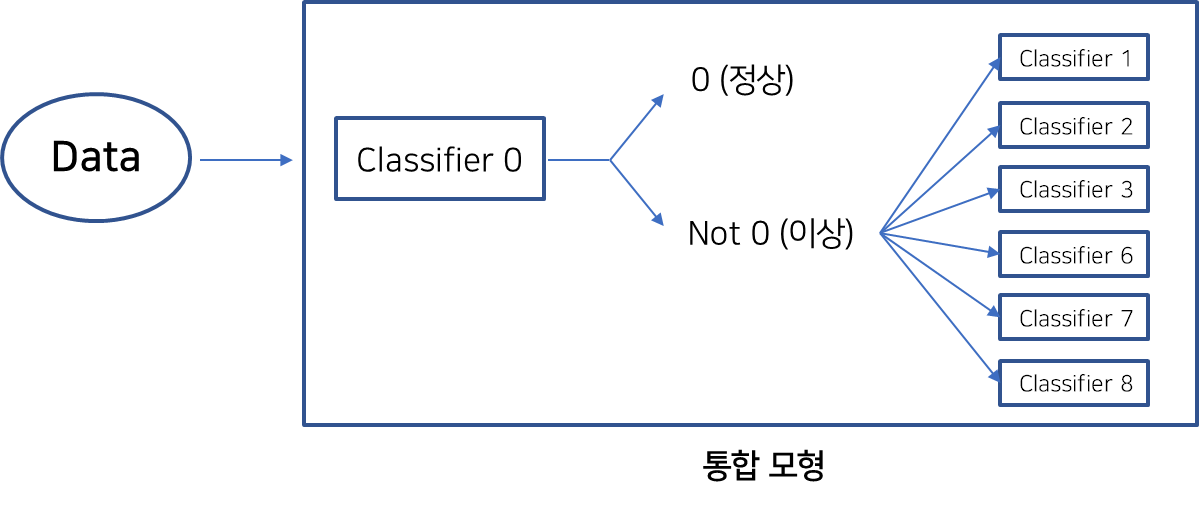 Data
Classifier 0
0 (정상)
Not 0 (이상)
Classifier 1
Classifier 2
Classifier 3
Classifier 6
Classifier 7
Classifier 8
통합 모형